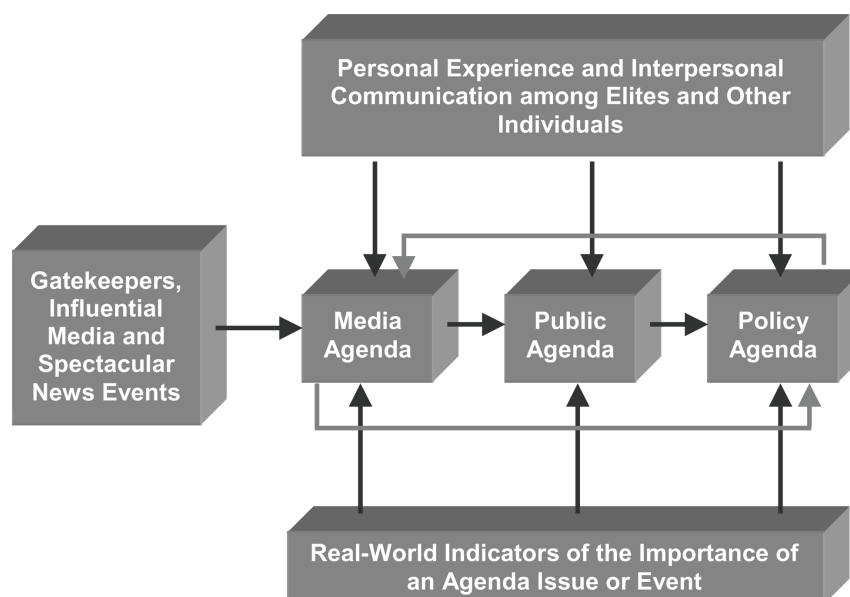 Personal Experience and Interpersonal
Communication among Elites and Other
Individuals
Gatekeepers,
Influential
Media and
Spectacular
News Events
Media
Agenda
Public
Agenda
Policy
Agenda
Real-World Indicators of the Importance of
an Agenda Issue or Event